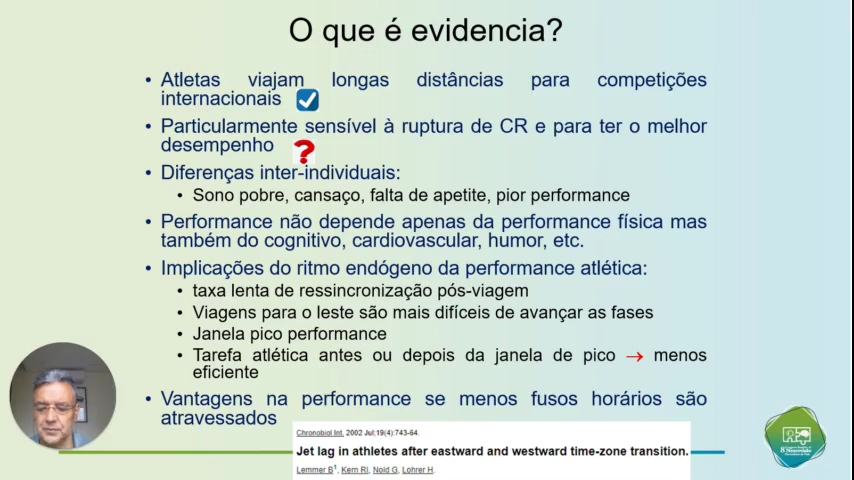 O que é evidencia?
• Atletas viajam longas distâncias para competições
internacionais
• Particularmente sensível à ruptura de CR e para ter o melhor
desempenho ?
• Diferenças inter-individuais:
• Sono pobre, cansaço, falta de apetite, pior performance
• Performance não depende apenas da performance física mas
também do cognitivo, cardiovascular, humor, etc.
• Implicações do ritmo endógeno da performance atlética:
• taxa lenta de ressincronização pós-viagem
• Viagens para o leste são mais difíceis de avançar as fases
• Janela pico performance
• Tarefa atlética antes ou depois da janela de pico → menos
eficiente
• Vantagens na performance se menos fusos horários são
atravessados
Chronobiol Int. 2002 Jul;19(4):743-64.
Jet lag in athletes after eastward and westward time-zone transition.
Lemmer B1, Kern RI, Nold G, Lohrer H.